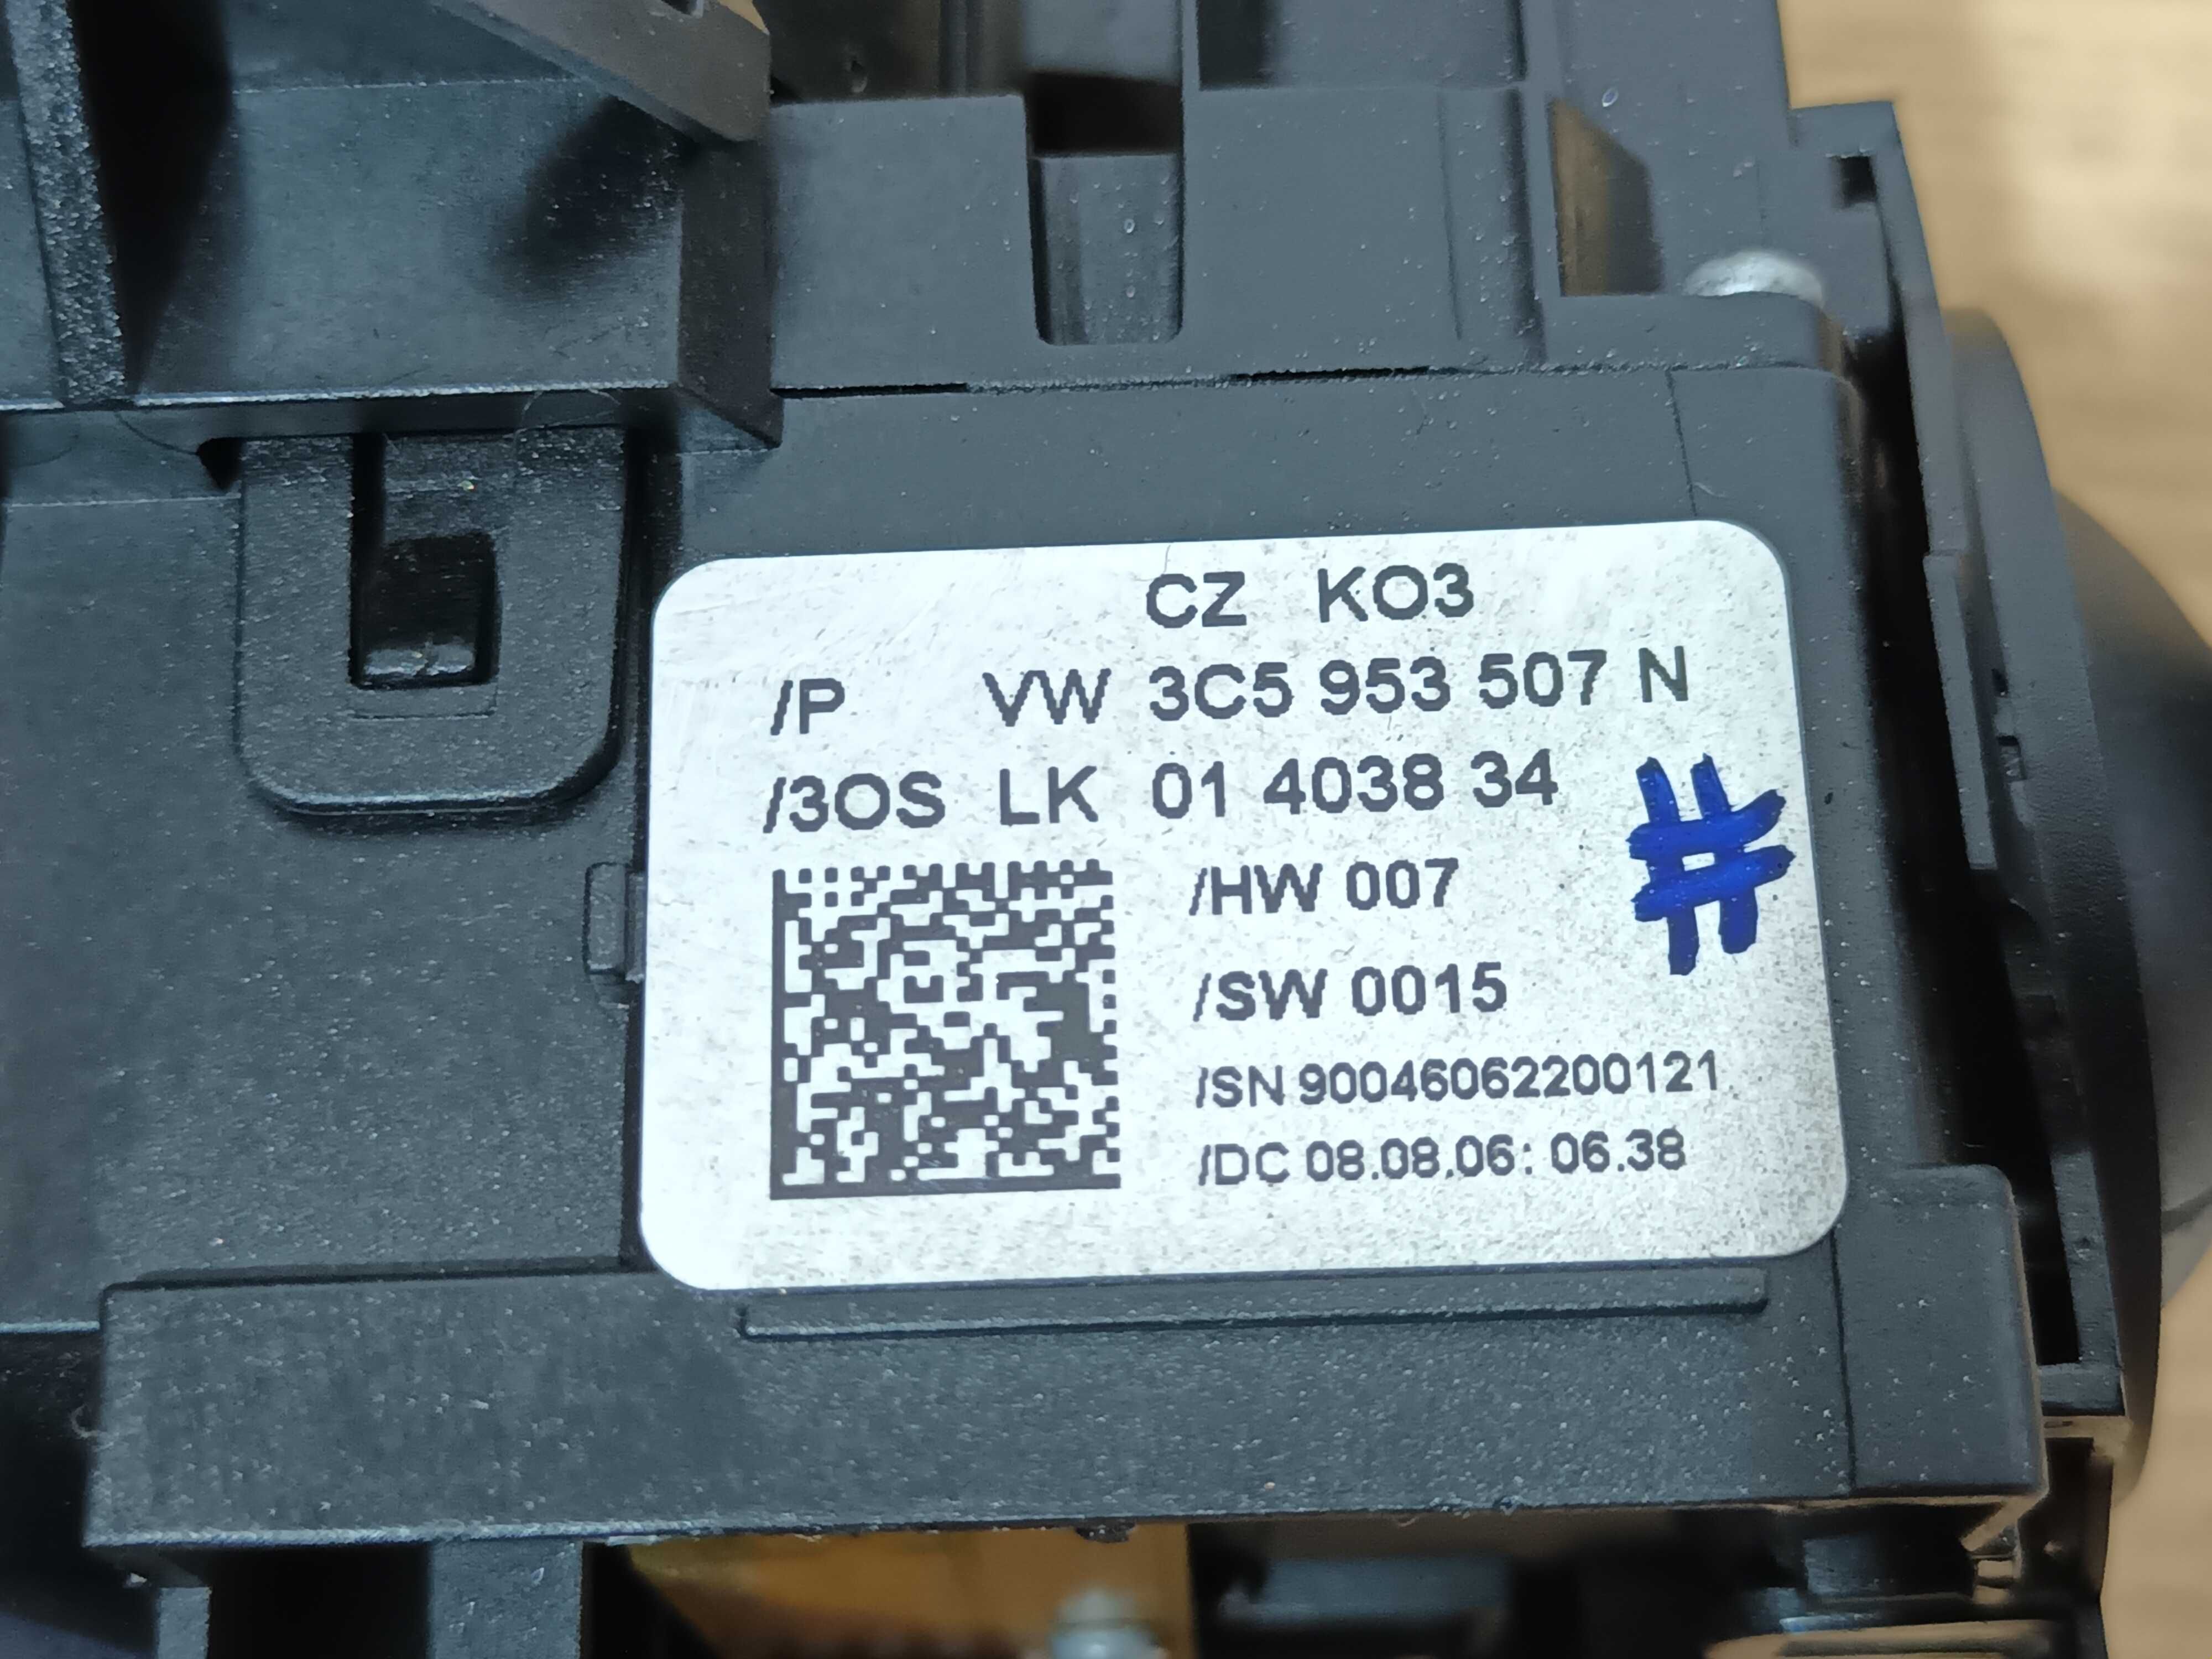 CZ KO3
/P VW 3C5 953 507 N
/3OS LK 01 4038 34
#
/HW 007
/SW 0015
/SN 90046062200121
/DC 08.08.06: 06.38